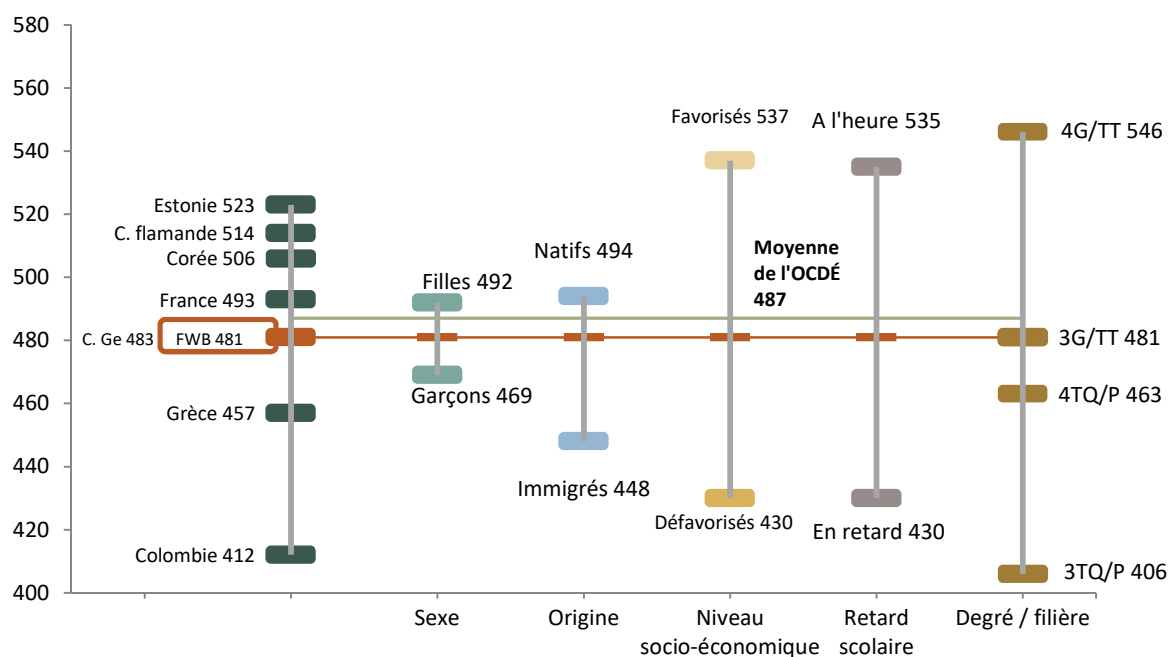 580
560
540
520
500
480
460
440
420
400
Estonie 523
C. flamande 514
Corée 506
France 493
C. Ge 483
FWB 481
Grèce 457
Colombie 412
Filles 492
Garçons 469
Natifs 494
Immigrés 448
Favorisés 537
Défavorisés 430
Moyenne
de l'OCDÉ
487
A l'heure 535
En retard 430
4G/TT 546
3G/TT 481
4TQ/P 463
3TQ/P 406
Sexe
Origine
Niveau
socio-économique
Retard
scolaire
Degré / filière